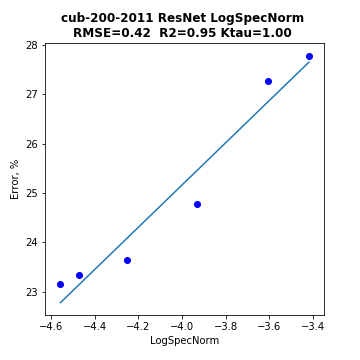 cub-200-2011 ResNet LogSpecNorm
RMSE=0.42 R2=0.95 Ktau=1.00
28
27
26
25
24
23
Error, %
−4.6 −4.4 −4.2 −4.0 −3.8 −3.6 −3.4
LogSpecNorm